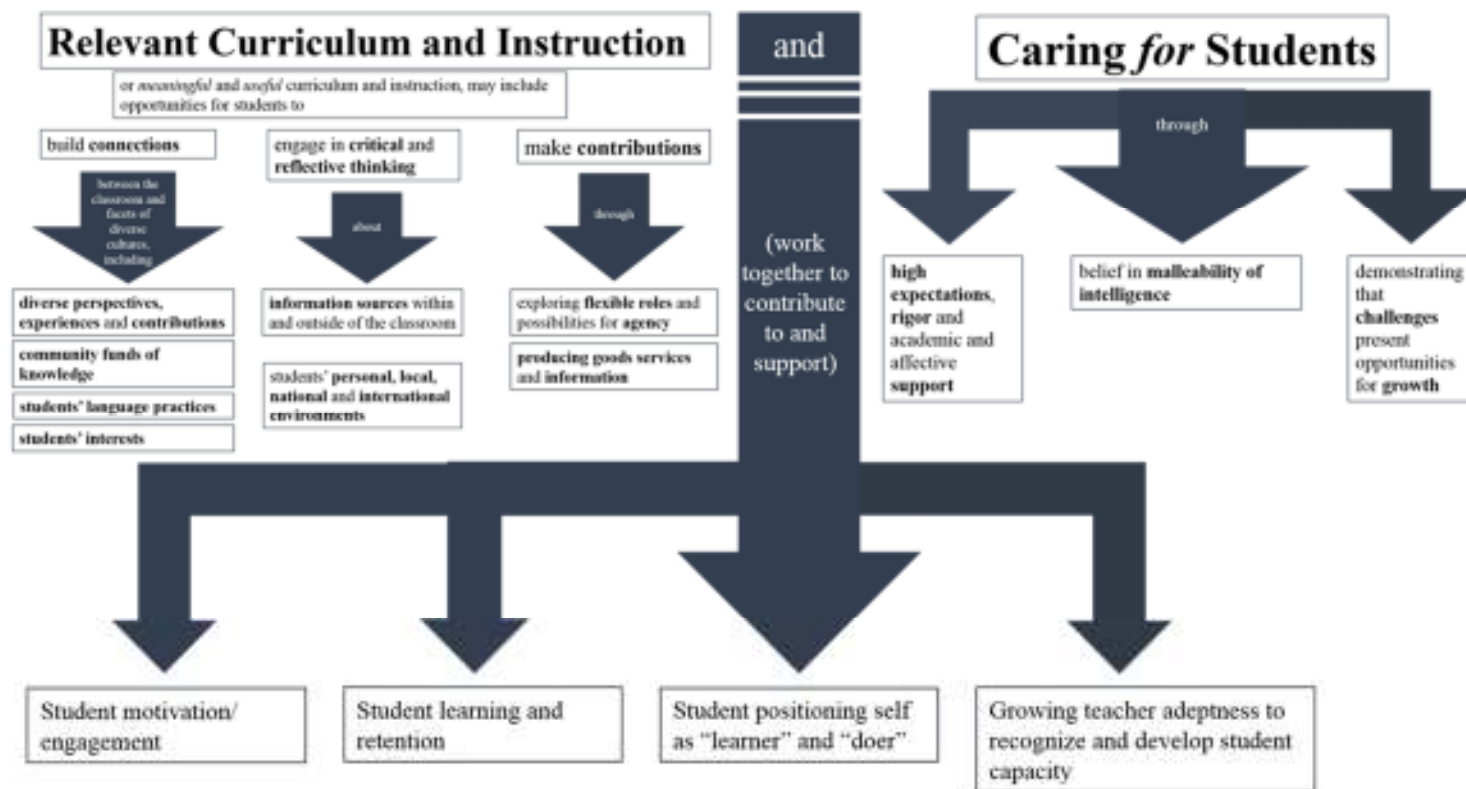 Relevant Curriculum and Instruction
or meaningful and useful curriculum and instruction, may include
opportunities for students to
build connections
between the
classroom and
facets of
diverse
cultures,
including
diverse perspectives,
experiences and contributions
community funds of
knowledge
students' language practices
students' interests
engage in critical and
reflective thinking
about
information sources within
and outside of the classroom
students' personal, local,
national and international
environments
make contributions
through
exploring flexible roles and
possibilities for agency
producing goods services
and information
and
(work
together to
contribute
to and
support)
Caring for Students
through
high
expectations,
rigor and
academic and
affective
support
belief in malleability of
intelligence
demonstrating
that
challenges
present
opportunities
for growth
Student motivation/
engagement
Student learning and
retention
Student positioning self
as “learner” and “doer”
Growing teacher adeptness to
recognize and develop student
capacity